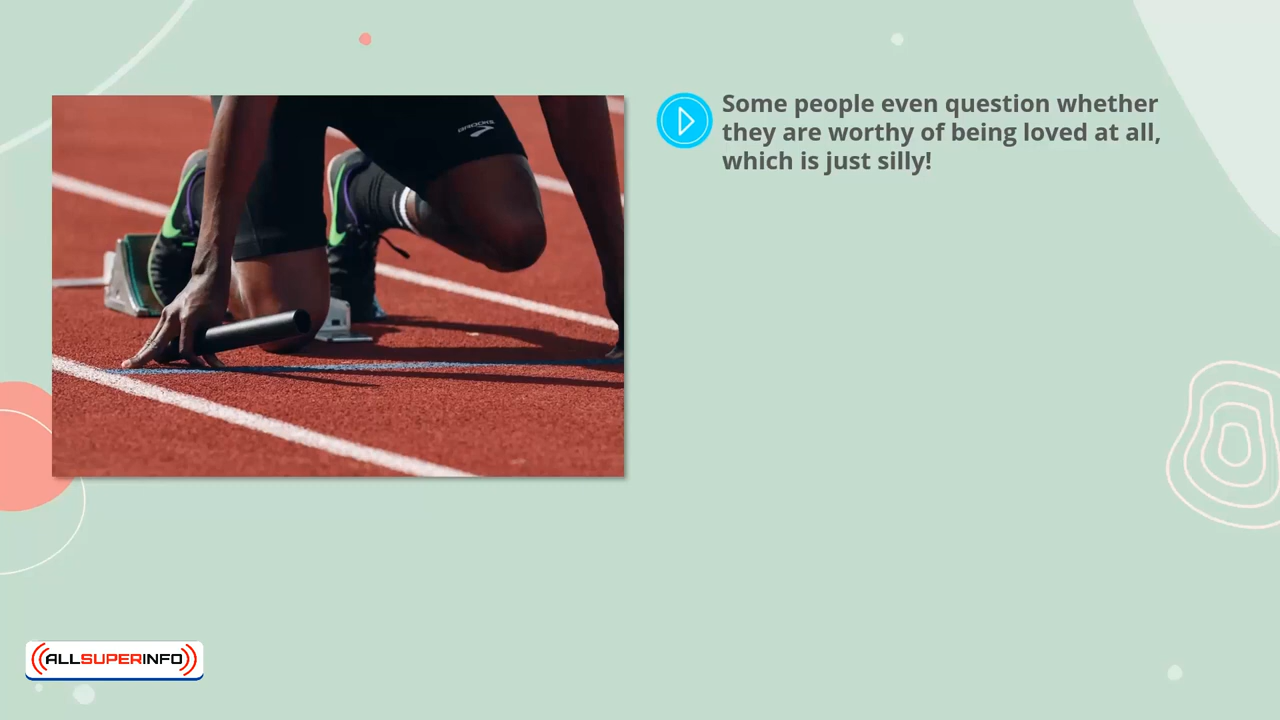 Some people even question whether
they are worthy of being loved at all,
which is just silly!
BROOKS
ALLSUPERINFO